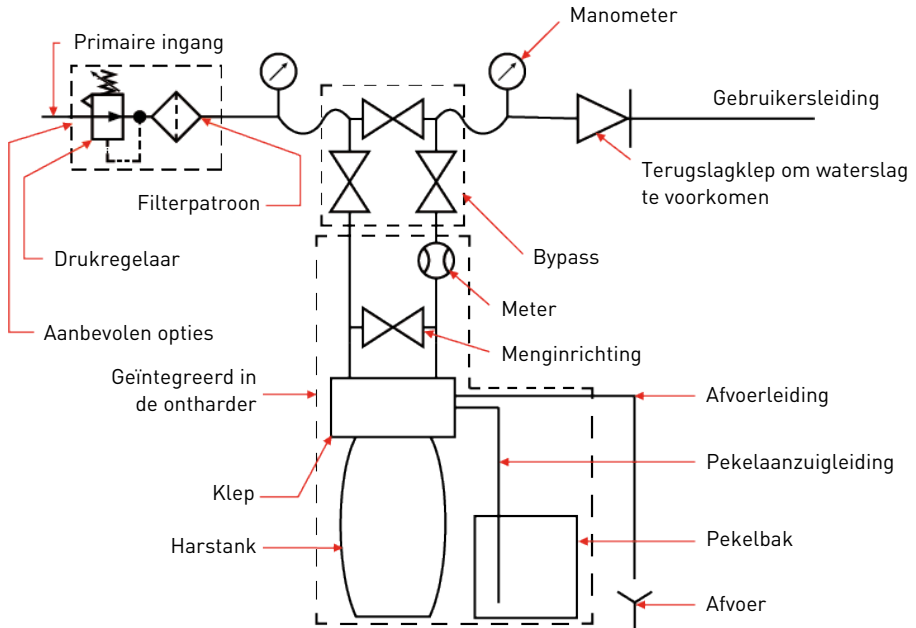 Primaire ingang
Manometer
Gebruikersleiding
Terugslagklep om waterslag
te voorkomen
Filterpatroon
Drukregelaar
Bypass
Meter
Aanbevolen opties
Menginrichting
Geïntegreerd in
de ontharder
Afvoerleiding
Pekelaanzuigleiding
Klep
Harstank
Pekelbak
Afvoer